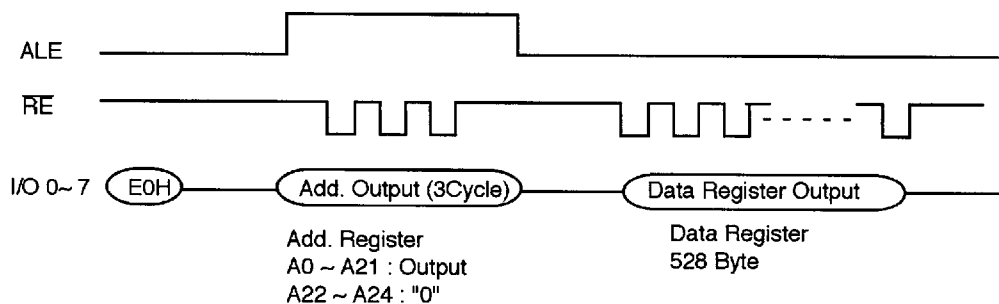 ALE
RE
I/O 0~ 7
E0H
Add. Output (3Cycle)
Data Register Output
Add. Register
A0 ~ A21 : Output
A22 ~ A24 : "0"
Data Register
528 Byte